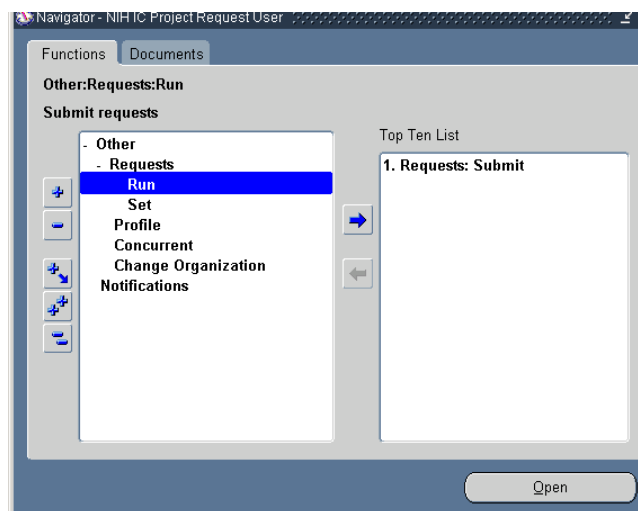 Navigator - NIH IC Project Request User
Functions Documents
Other:Requests:Run
Submit requests
- Other
- Requests
Run
Set
Profile
Concurrent
Change Organization
Notifications
Top Ten List
1. Requests: Submit
Open